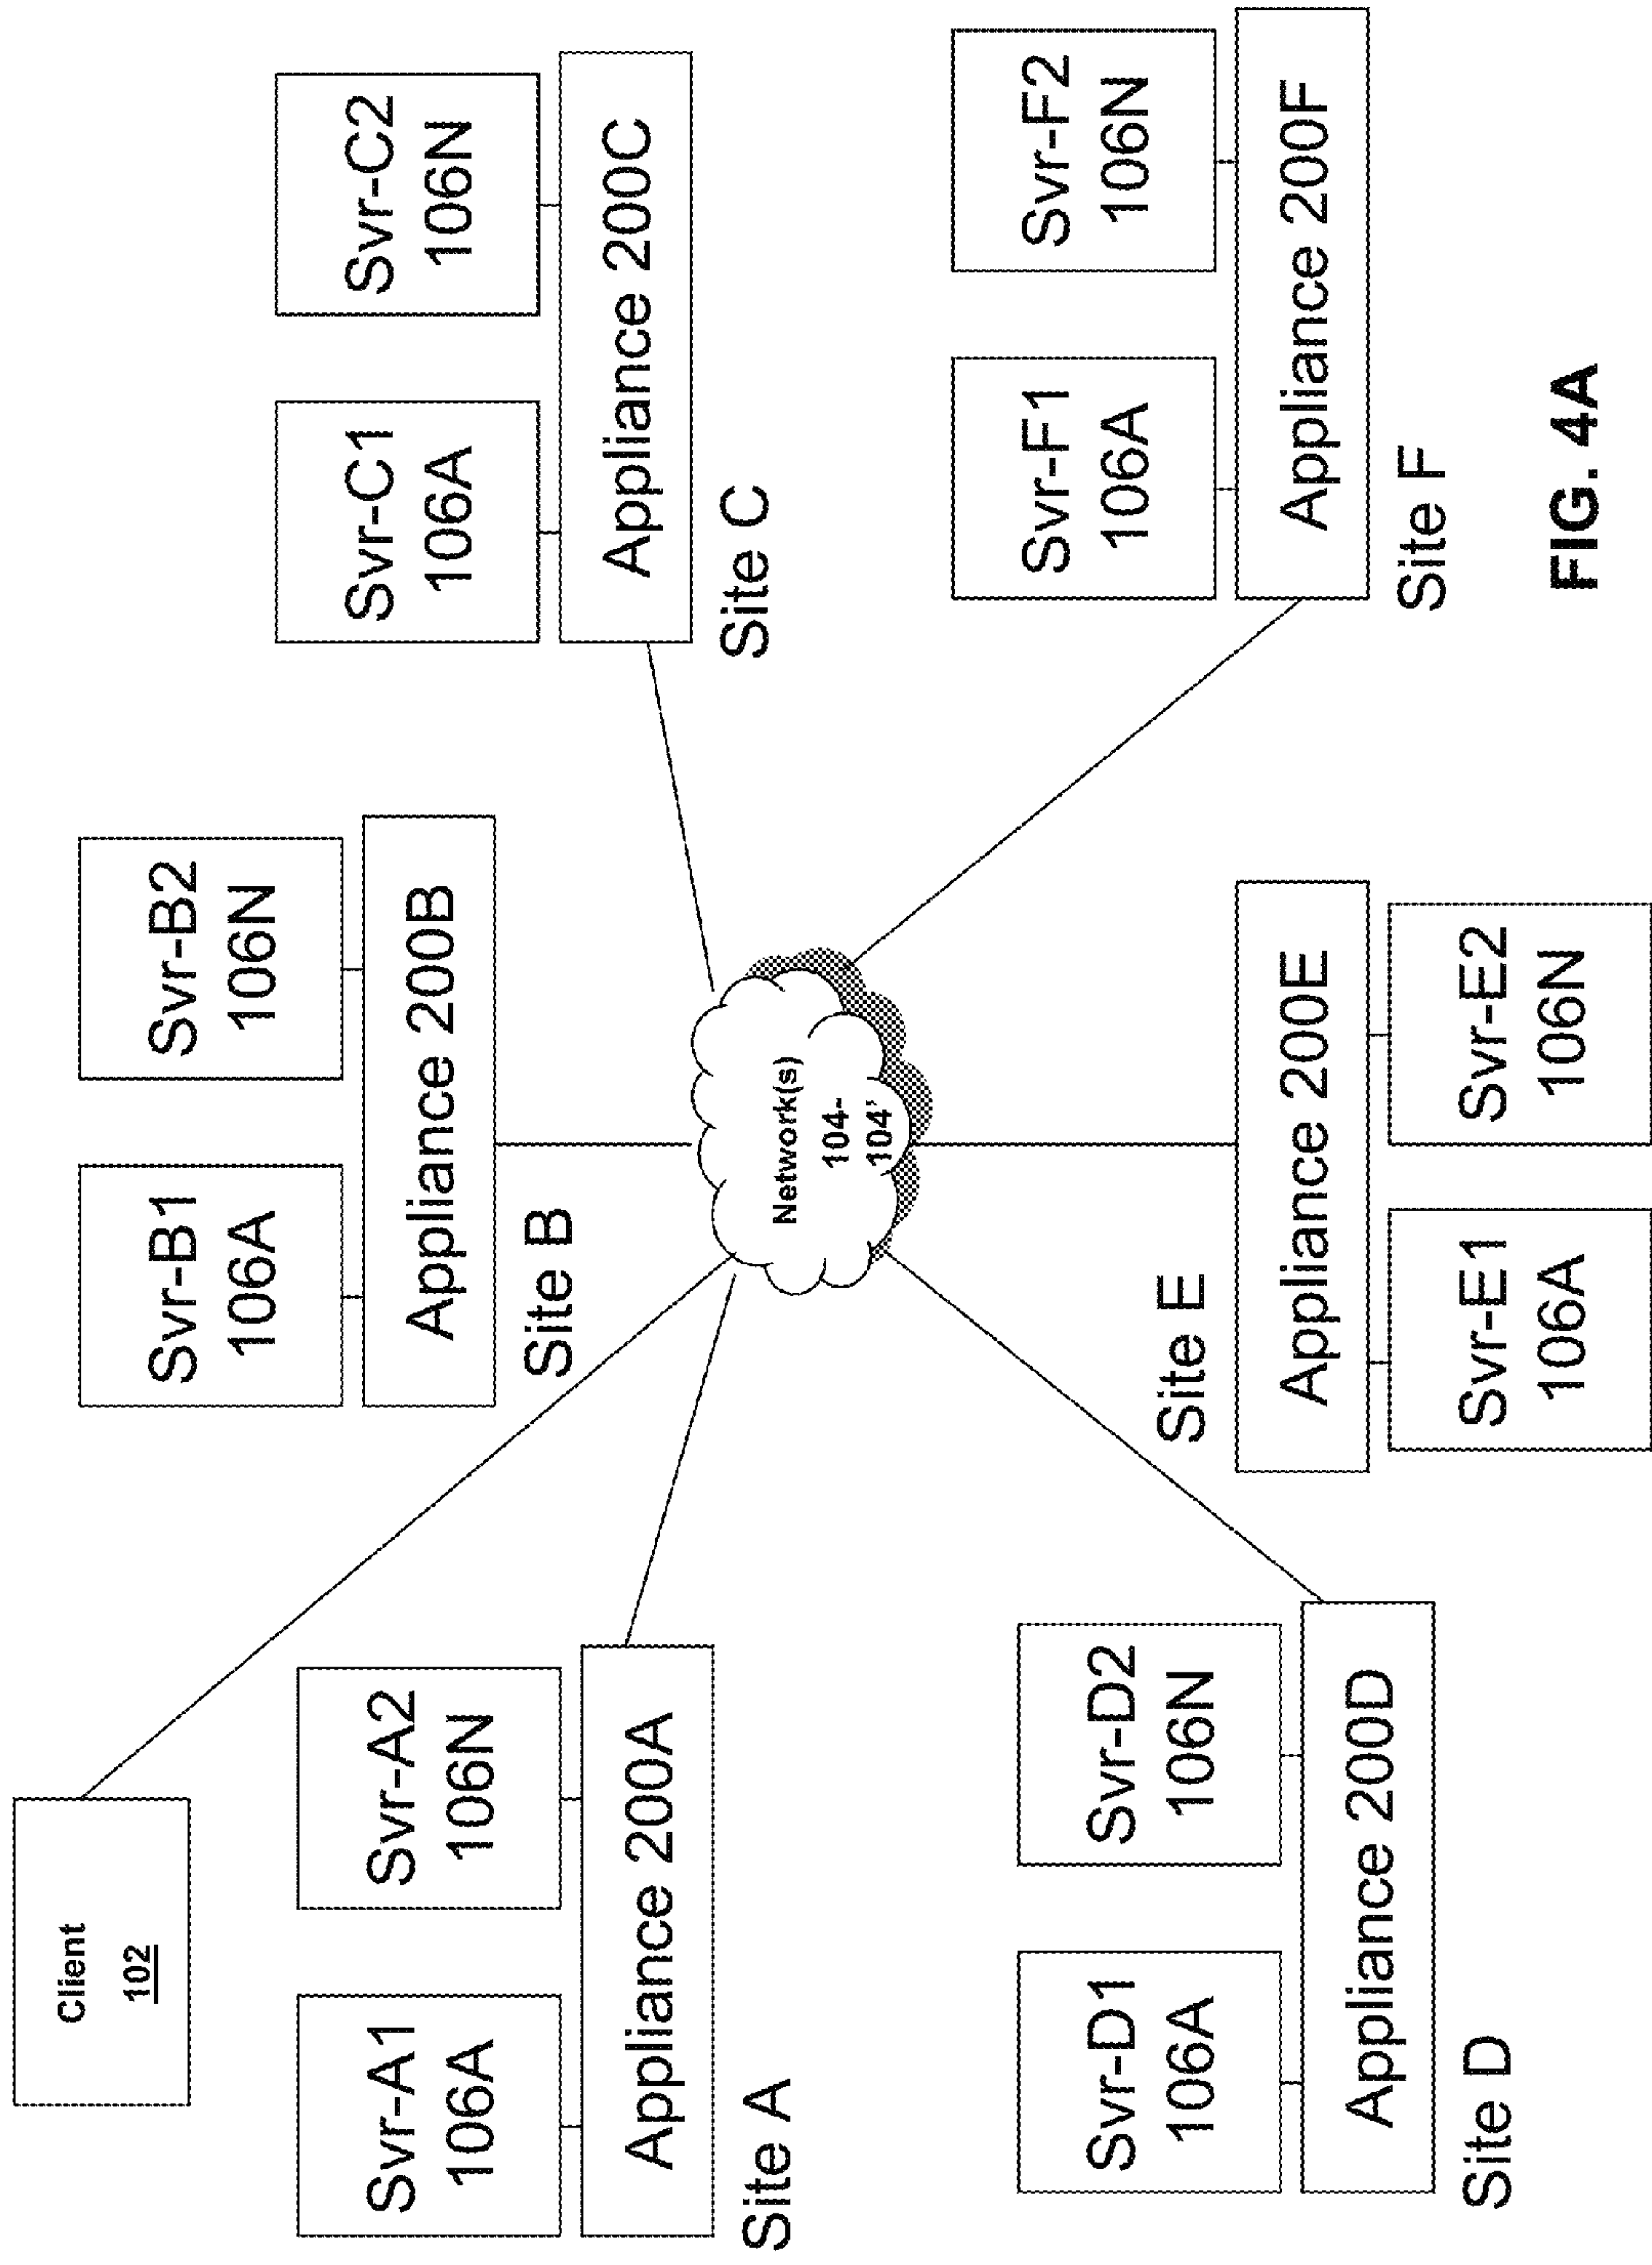 Client
102
Svr-A1
106A
Svr-A2
106N
Appliance 200A
Site A
Svr-B1
106A
Svr-B2
106N
Appliance 200B
Site B
Svr-C1
106A
Svr-C2
106N
Appliance 200C
Site C
Network(s)
104-
104'
Svr-D1
106A
Svr-D2
106N
Appliance 200D
Site D
Site E
Appliance 200E
Svr-E1
106A
Svr-E2
106N
Svr-F1
106A
Svr-F2
106N
Appliance 200F
Site F
FIG. 4A